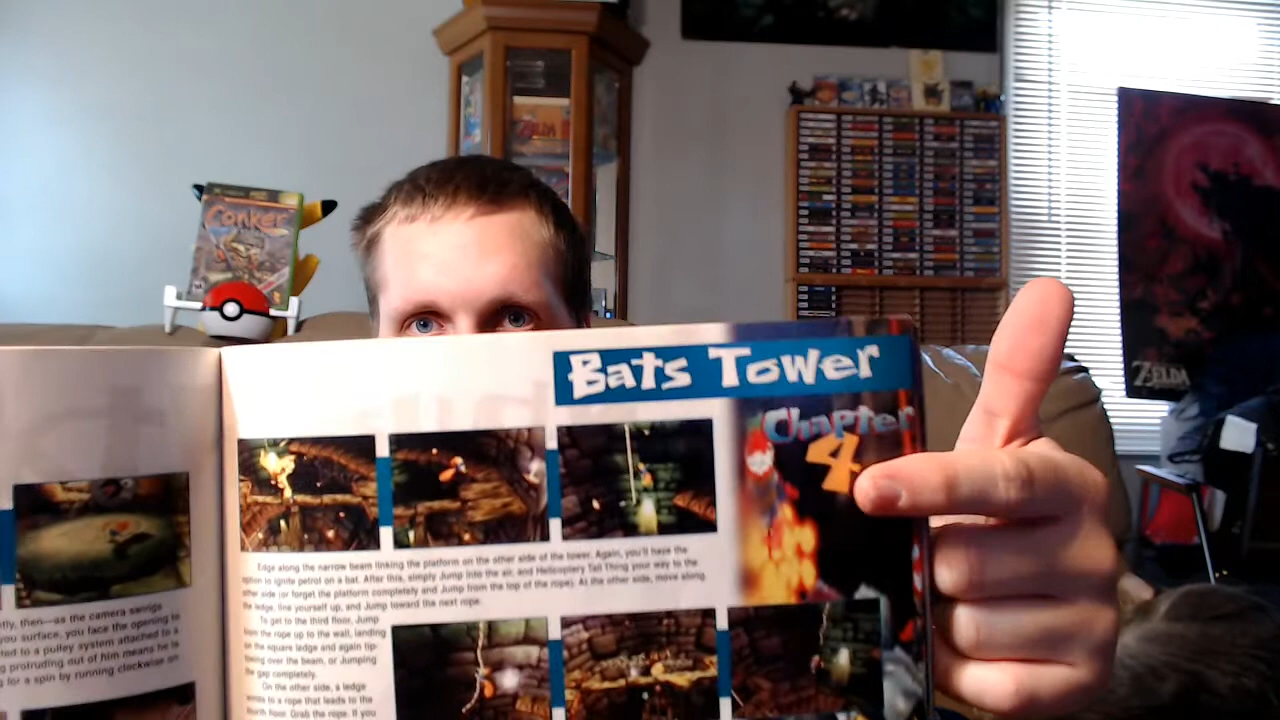 Conker
ZELDA
ZELDA
Bats Tower
Chapter
4
Edge along the narrow beam linking the platform on the other side of the tower. Again, you'll have the
option to ignite petrol on a bat. After this, simply Jump into the air, and Helicoptery Tail Thing your way to the
other side (or forget the platform completely and Jump from the top of the rope). At the other side, move along
the ledge, line yourself up, and Jump toward the next rope.
To get to the third floor, Jump
from the rope up to the wall, landing
on the square ledge and again tip-
toeing over the beam, or Jumping
the gap completely.
On the other side, a ledge
to a rope that leads to the
fourth floor. Grab the rope. If you
tly, then—as the camera swings
you surface, you face the opening to
ted to a pulley system attached to a
protruding out of him means he is
g for a spin by running clockwise on